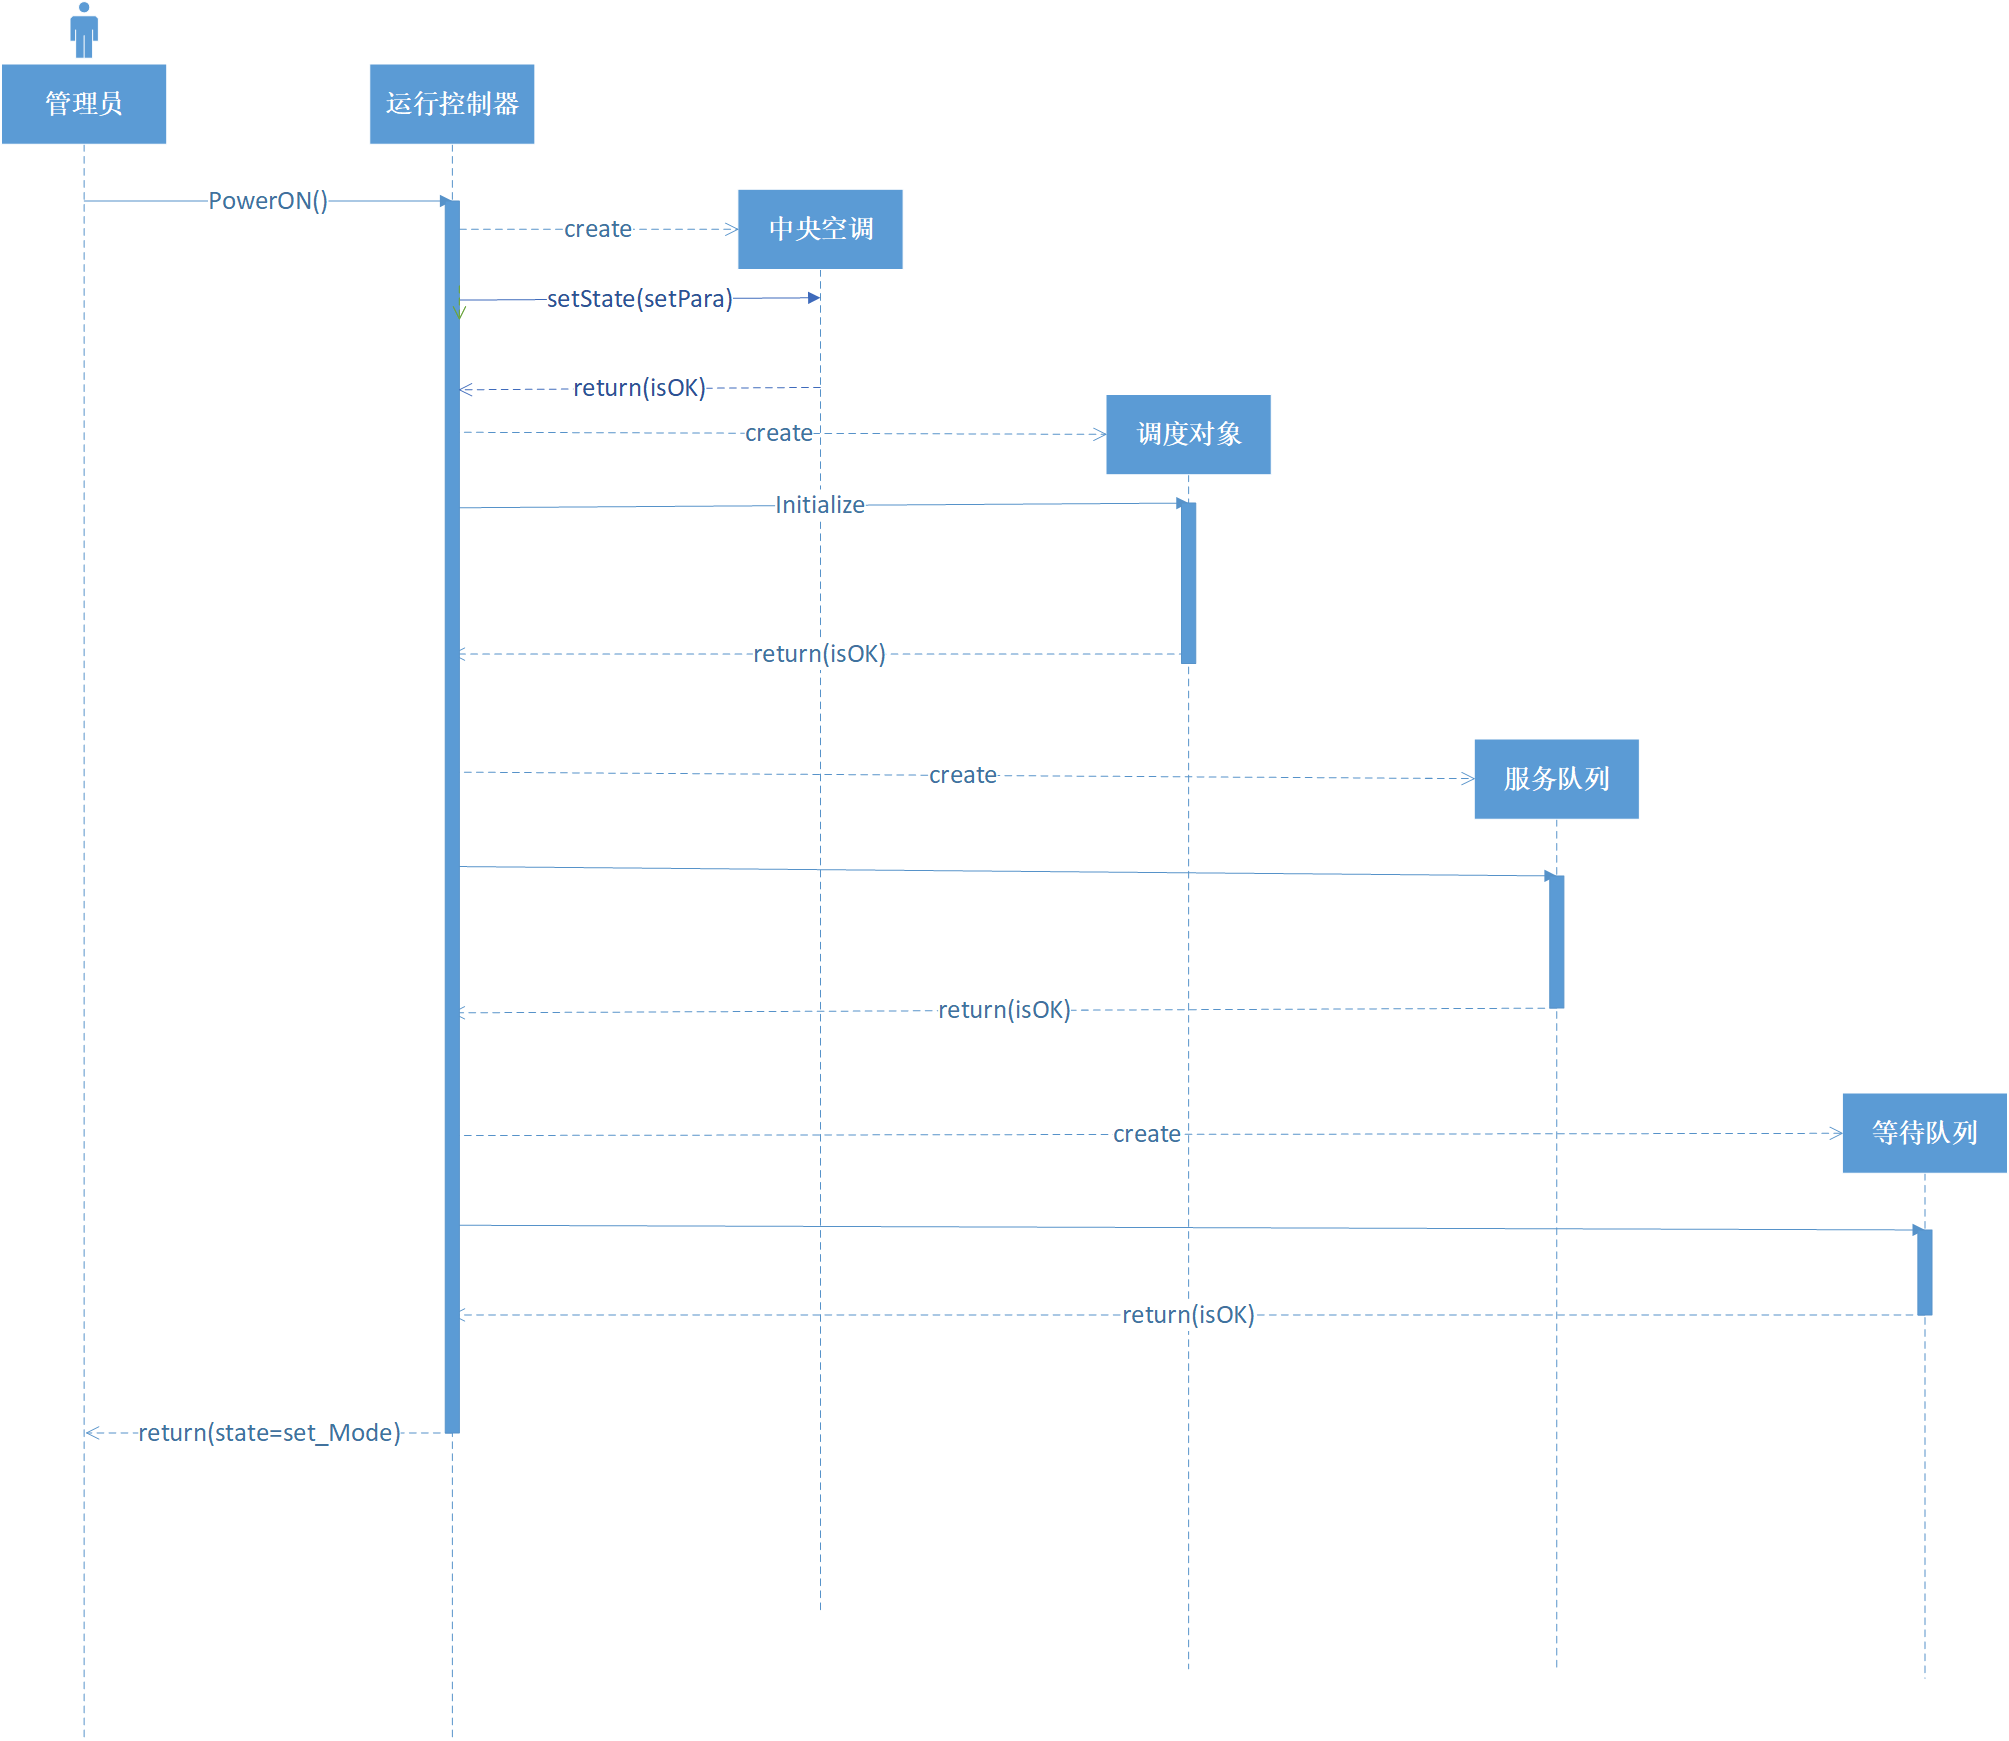 管理员
运行控制器
PowerON()
中央空调
create
setState(setPara)
return(isOK)
调度对象
create
Initialize
return(isOK)
服务队列
create
return(isOK)
等待队列
create
return(isOK)
return(state=set_Mode)